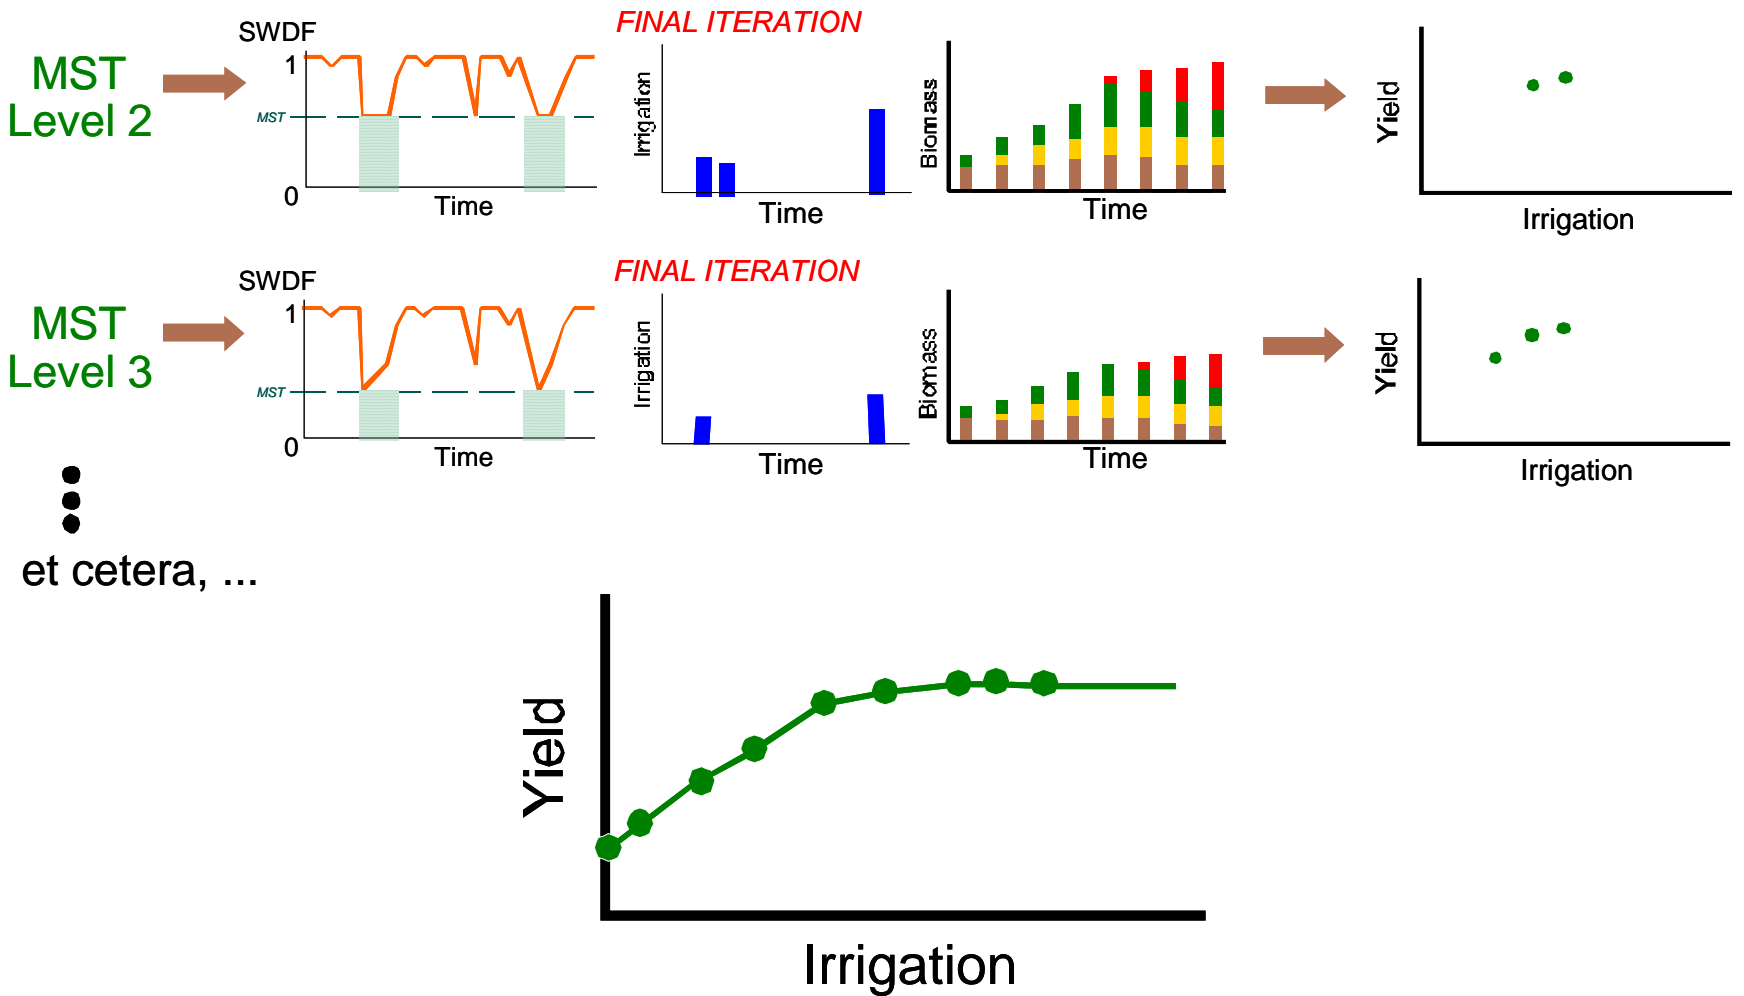 FINAL ITERATION
SWDF
MST
Level 2
1
MST
0
Time
Irrigation
Time
Biomass
Time
Yield
Irrigation
FINAL ITERATION
SWDF
MST
Level 3
1
MST
0
Time
Irrigation
Time
Biomass
Time
Yield
Irrigation
et cetera, ...
Yield
Irrigation